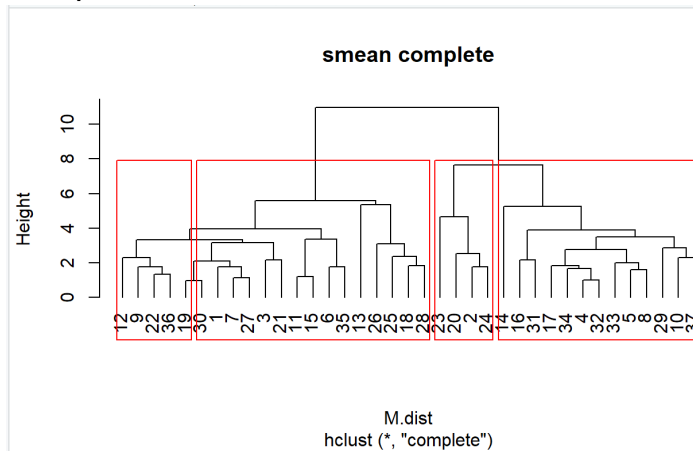 smean complete
Height
10
8
6
4
2
0
12 9 22 36 19 30 1 7 27 3 21 11 15 6 35 13 26 25 18 28 23 20 2 24 14 16 31 17 34 4 32 33 5 8 29 10 37
M.dist
hclust (*, "complete")